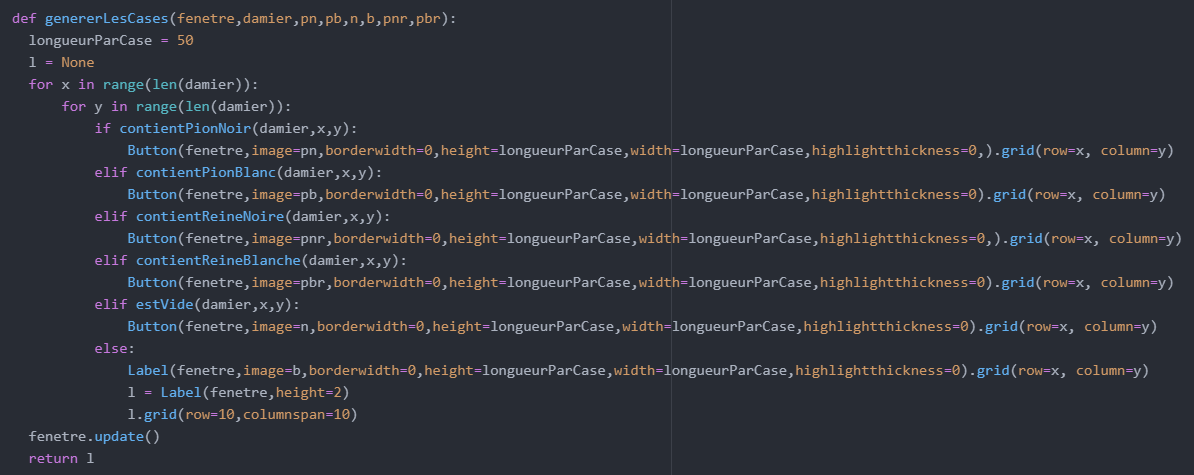 def genererLesCases(fenetre,damier,pn,pb,n,b,pnr,pbr):
  longueurParCase = 50
  l = None
  for x in range(len(damier)):
      for y in range(len(damier)):
          if contientPionNoir(damier,x,y):
              Button(fenetre,image=pn,borderwidth=0,height=longueurParCase,width=longueurParCase,highlightthickness=0,).grid(row=x, column=y)
          elif contientPionBlanc(damier,x,y):
              Button(fenetre,image=pb,borderwidth=0,height=longueurParCase,width=longueurParCase,highlightthickness=0).grid(row=x, column=y)
          elif contientReineNoire(damier,x,y):
              Button(fenetre,image=pnr,borderwidth=0,height=longueurParCase,width=longueurParCase,highlightthickness=0,).grid(row=x, column=y)
          elif contientReineBlanche(damier,x,y):
              Button(fenetre,image=pbr,borderwidth=0,height=longueurParCase,width=longueurParCase,highlightthickness=0).grid(row=x, column=y)
          elif estVide(damier,x,y):
              Button(fenetre,image=n,borderwidth=0,height=longueurParCase,width=longueurParCase,highlightthickness=0).grid(row=x, column=y)
          else:
              Label(fenetre,image=b,borderwidth=0,height=longueurParCase,width=longueurParCase,highlightthickness=0).grid(row=x, column=y)
              l = Label(fenetre,height=2)
              l.grid(row=10,columnspan=10)
  fenetre.update()
  return l